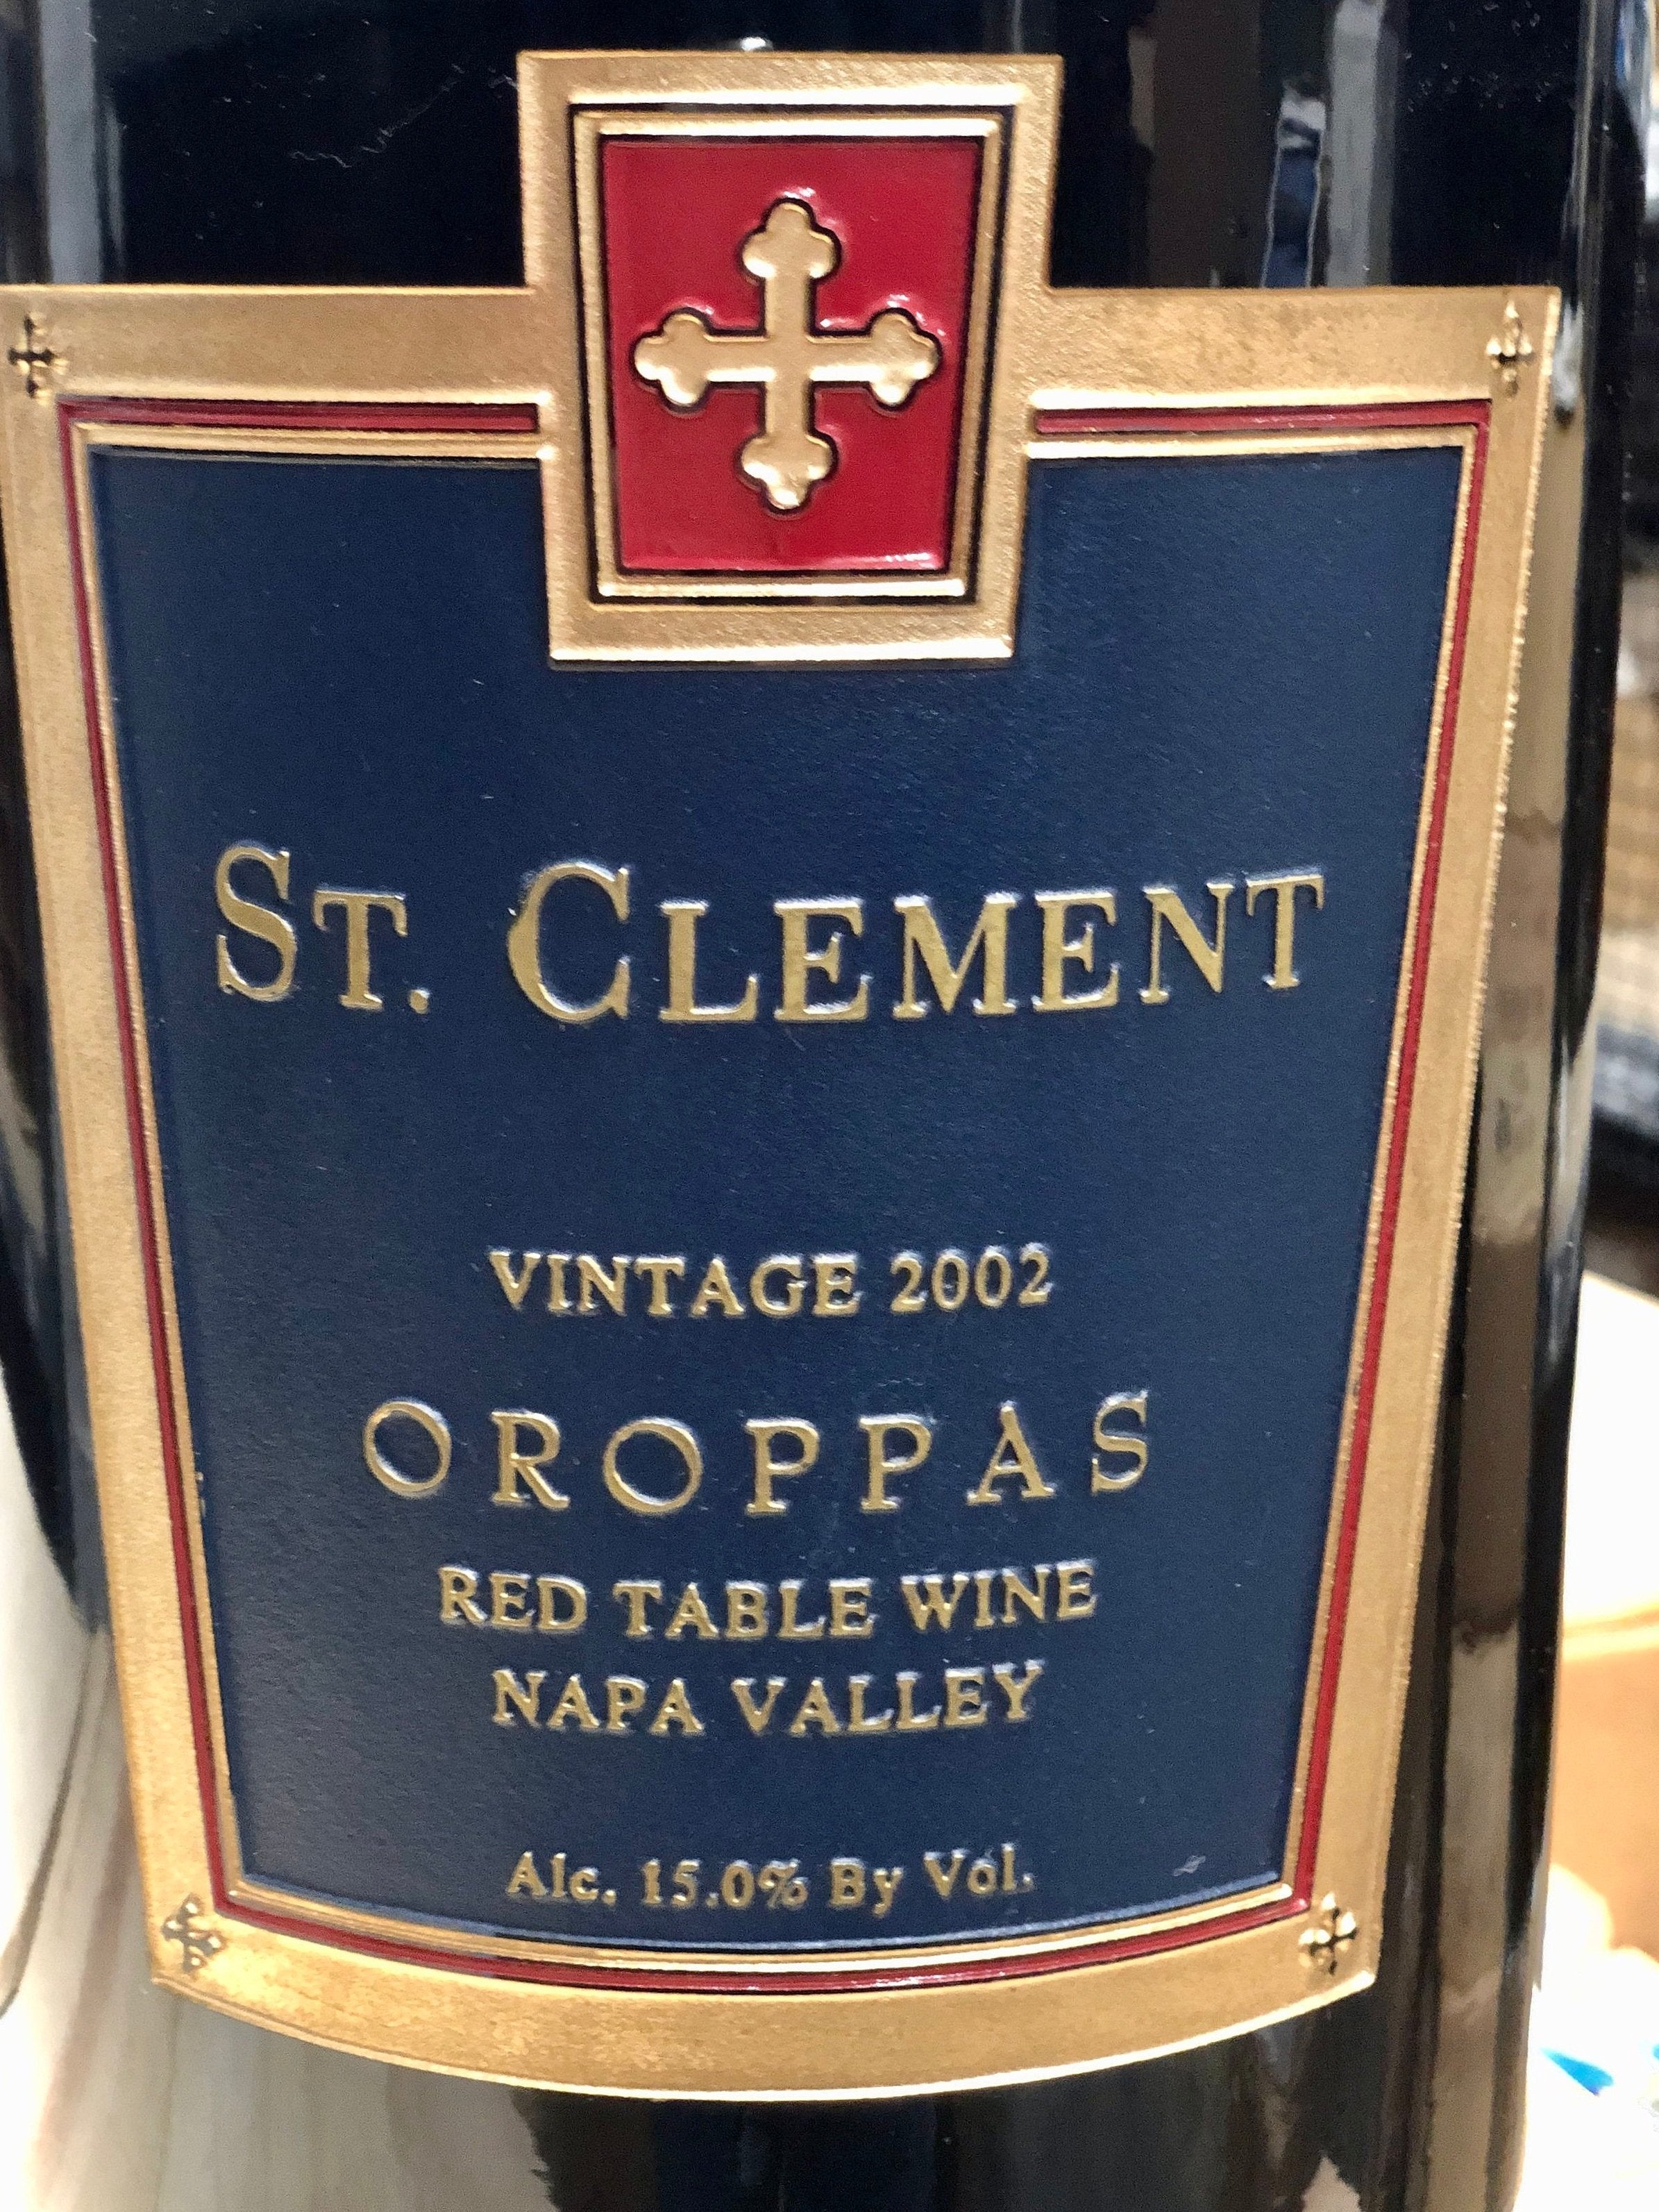 ST. CLEMENT
VINTAGE 2002
OROPPAS
RED TABLE WINE
NAPA VALLEY
Alc. 15.0% By Vol.